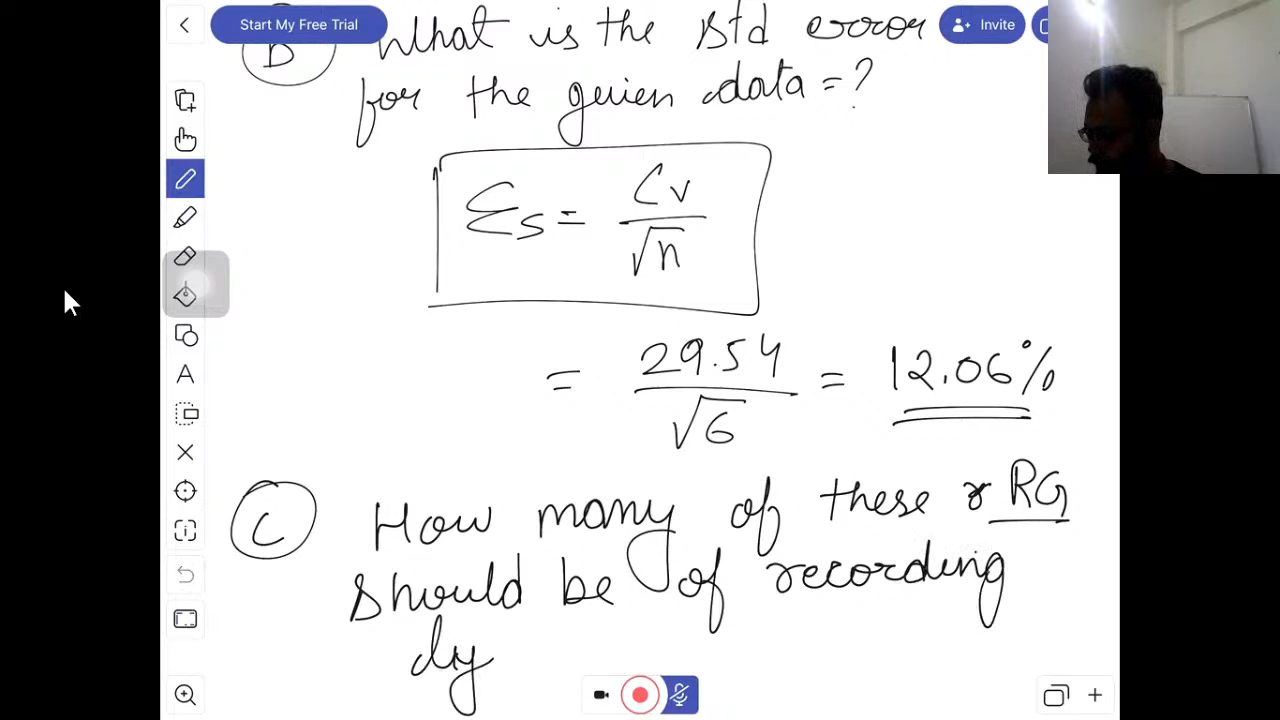 Start My Free Trial
Invite
B What is the std error
for the given data = ?
Es = Cv / √n
= 29.54 / √6 = 12.06%
C How many of these r RG
should be of recording